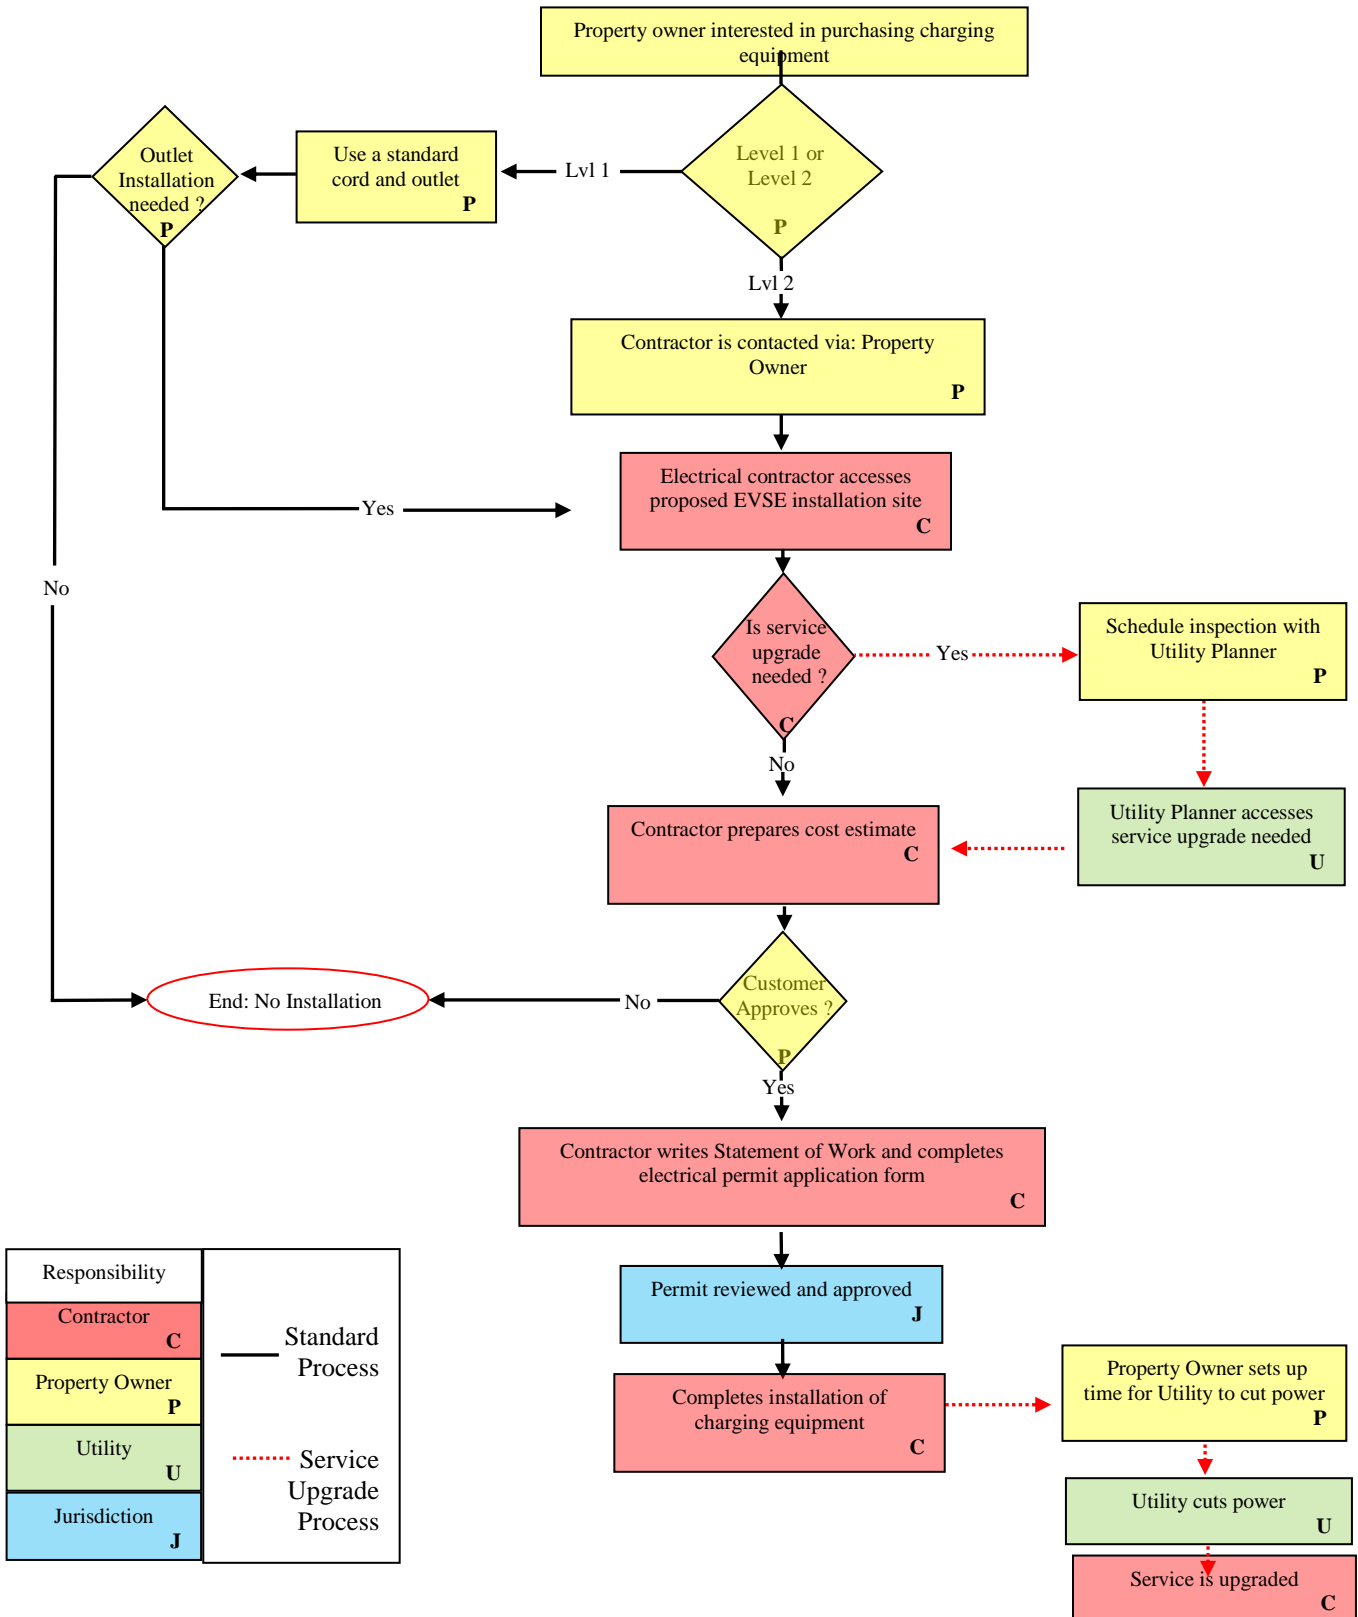 Property owner interested in purchasing charging
equipment
Level 1 or
Level 2
P
Lvl 1
Use a standard
cord and outlet
P
Outlet
Installation
needed ?
P
Lvl 2
Contractor is contacted via: Property
Owner
P
Electrical contractor accesses
proposed EVSE installation site
C
Yes
No
Is service
upgrade
needed ?
C
Yes
Schedule inspection with
Utility Planner
P
No
Utility Planner accesses
service upgrade needed
U
Contractor prepares cost estimate
C
Customer
Approves ?
P
No
End: No Installation
Yes
Contractor writes Statement of Work and completes
electrical permit application form
C
Permit reviewed and approved
J
Completes installation of
charging equipment
C
Property Owner sets up
time for Utility to cut power
P
Utility cuts power
U
Service is upgraded
C
Responsibility
Contractor
C
Property Owner
P
Utility
U
Jurisdiction
J
Standard
Process
Service
Upgrade
Process